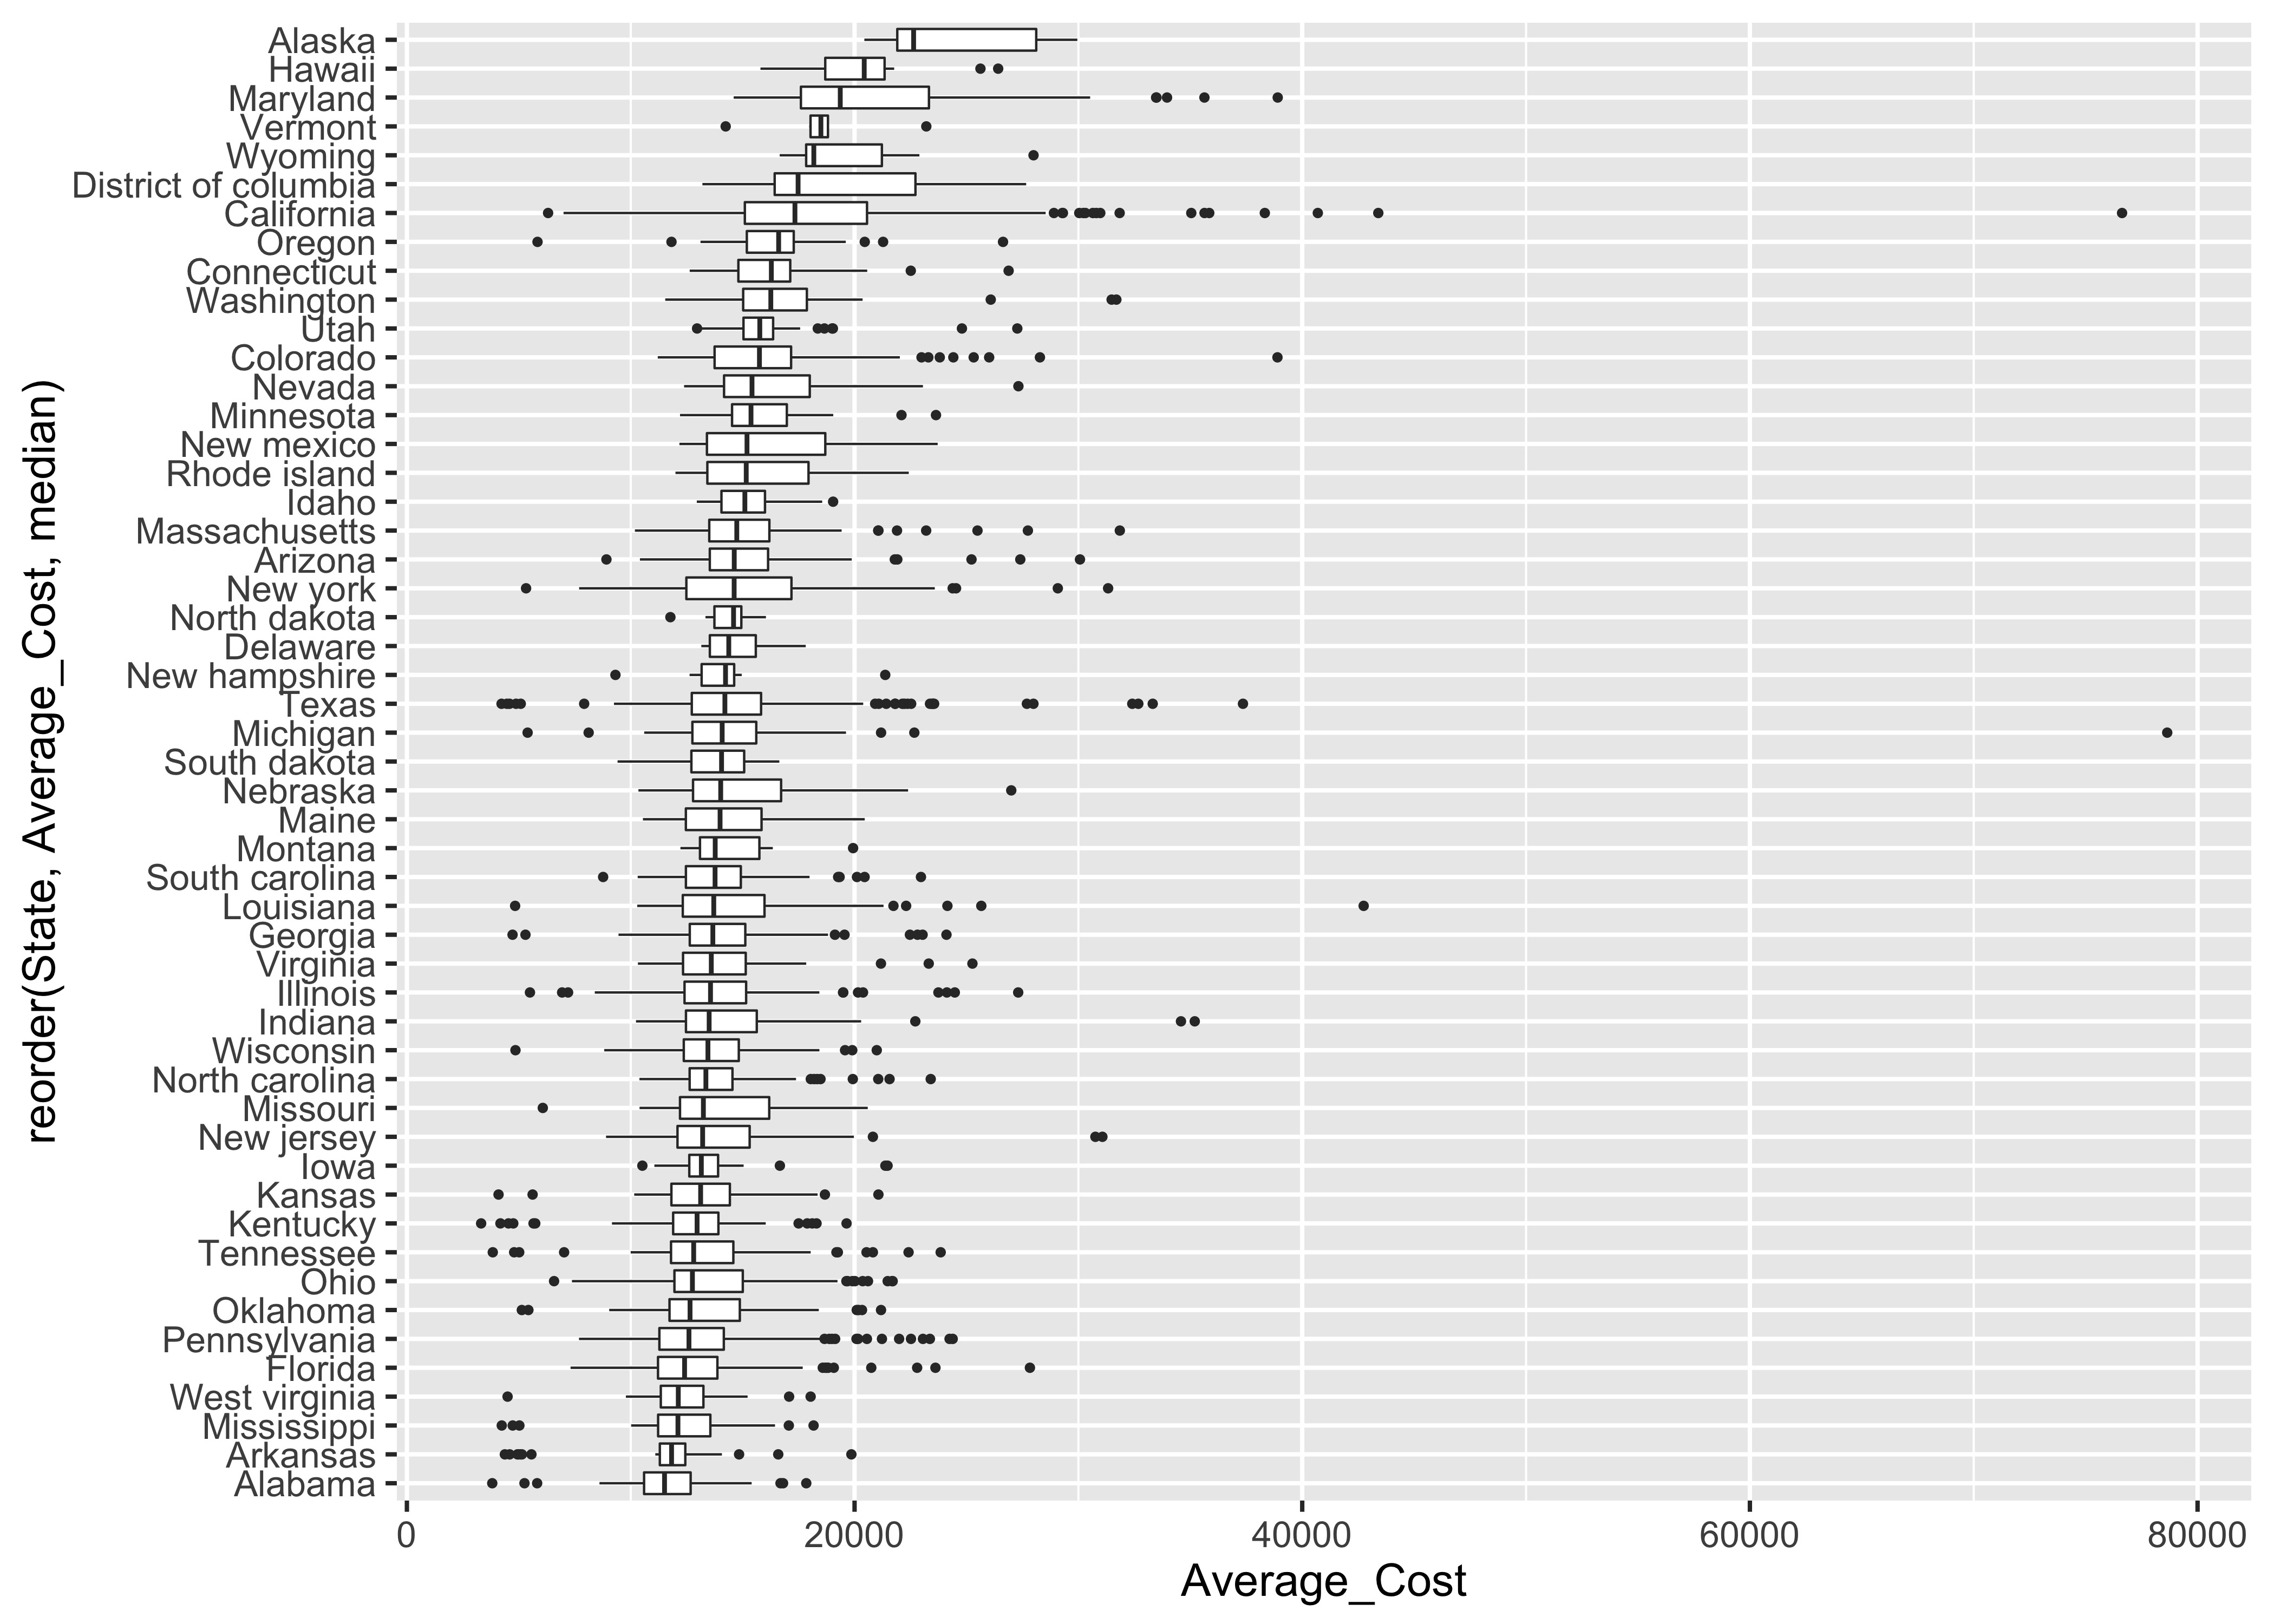 reorder(State, Average_Cost, median)
Alaska
Hawaii
Maryland
Vermont
Wyoming
District of columbia
California
Oregon
Connecticut
Washington
Utah
Colorado
Nevada
Minnesota
New mexico
Rhode island
Idaho
Massachusetts
Arizona
New york
North dakota
Delaware
New hampshire
Texas
Michigan
South dakota
Nebraska
Maine
Montana
South carolina
Louisiana
Georgia
Virginia
Illinois
Indiana
Wisconsin
North carolina
Missouri
New jersey
Iowa
Kansas
Kentucky
Tennessee
Ohio
Oklahoma
Pennsylvania
Florida
West virginia
Mississippi
Arkansas
Alabama
0 20000 40000 60000 80000
Average_Cost